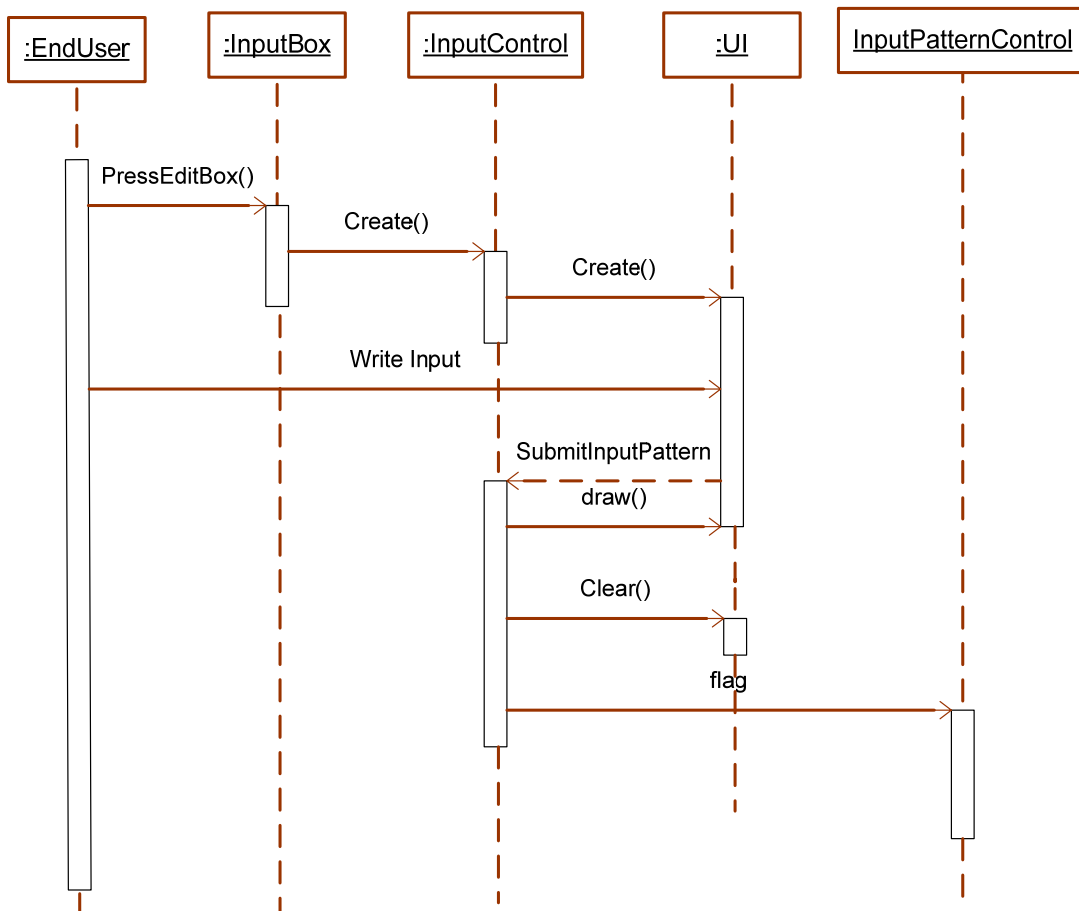 :EndUser
:InputBox
:InputControl
:UI
InputPatternControl
PressEditBox()
Create()
Create()
Write Input
SubmitInputPattern
draw()
Clear()
flag